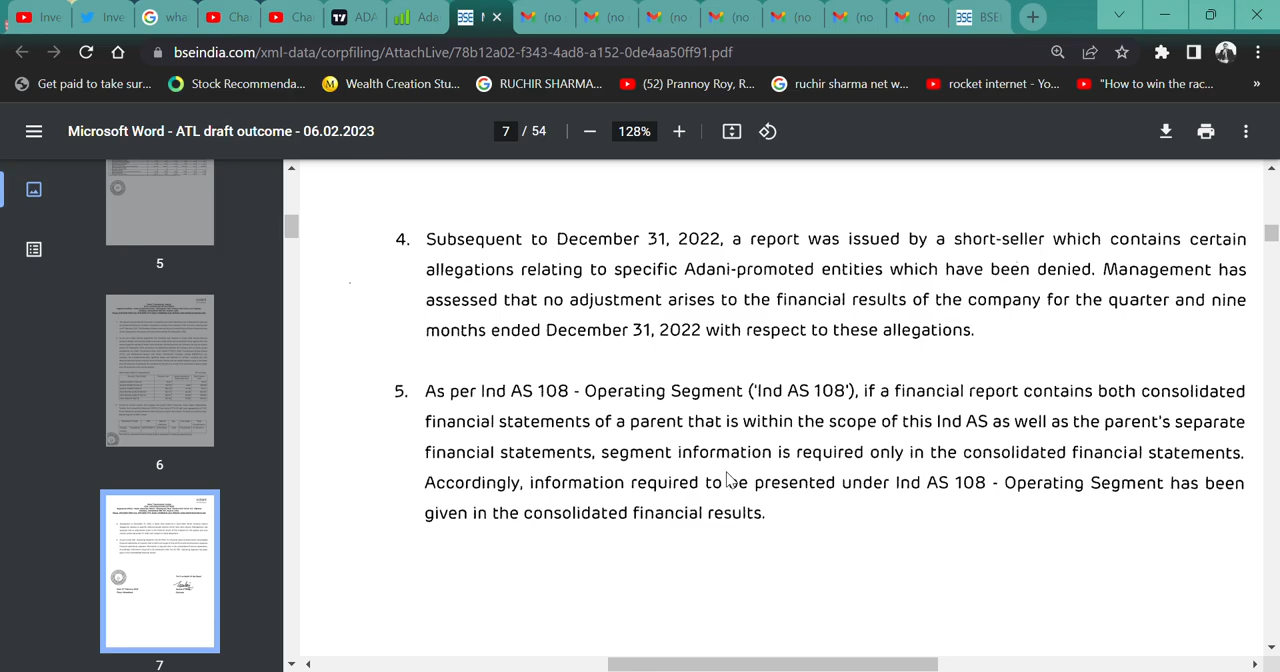 Inve
Inve
wha
Cha
Cha
ADA
Ada
BSE
(no
(no
(no
(no
(no
(no
(no
BSE
BSEI
bseindia.com/xml-data/corpfiling/AttachLive/78b12a02-f343-4ad8-a152-0de4aa50ff91.pdf
Get paid to take sur...
Stock Recommenda...
Wealth Creation Stu...
RUCHIR SHARMA...
(52) Prannoy Roy, R...
ruchir sharma net w...
rocket internet - Yo...
"How to win the rac...
»
Microsoft Word - ATL draft outcome - 06.02.2023
7 / 54
128%
4. Subsequent to December 31, 2022, a report was issued by a short-seller which contains certain
allegations relating to specific Adani-promoted entities which have been denied. Management has
assessed that no adjustment arises to the financial results of the company for the quarter and nine
months ended December 31, 2022 with respect to these allegations.
5. As per Ind AS 108 - Operating Segment ('Ind AS 108'), if a financial report contains both consolidated
financial statements of a parent that is within the scope of this Ind AS as well as the parent's separate
financial statements, segment information is required only in the consolidated financial statements.
Accordingly, information required to be presented under Ind AS 108 - Operating Segment has been
given in the consolidated financial results.
5
6
7